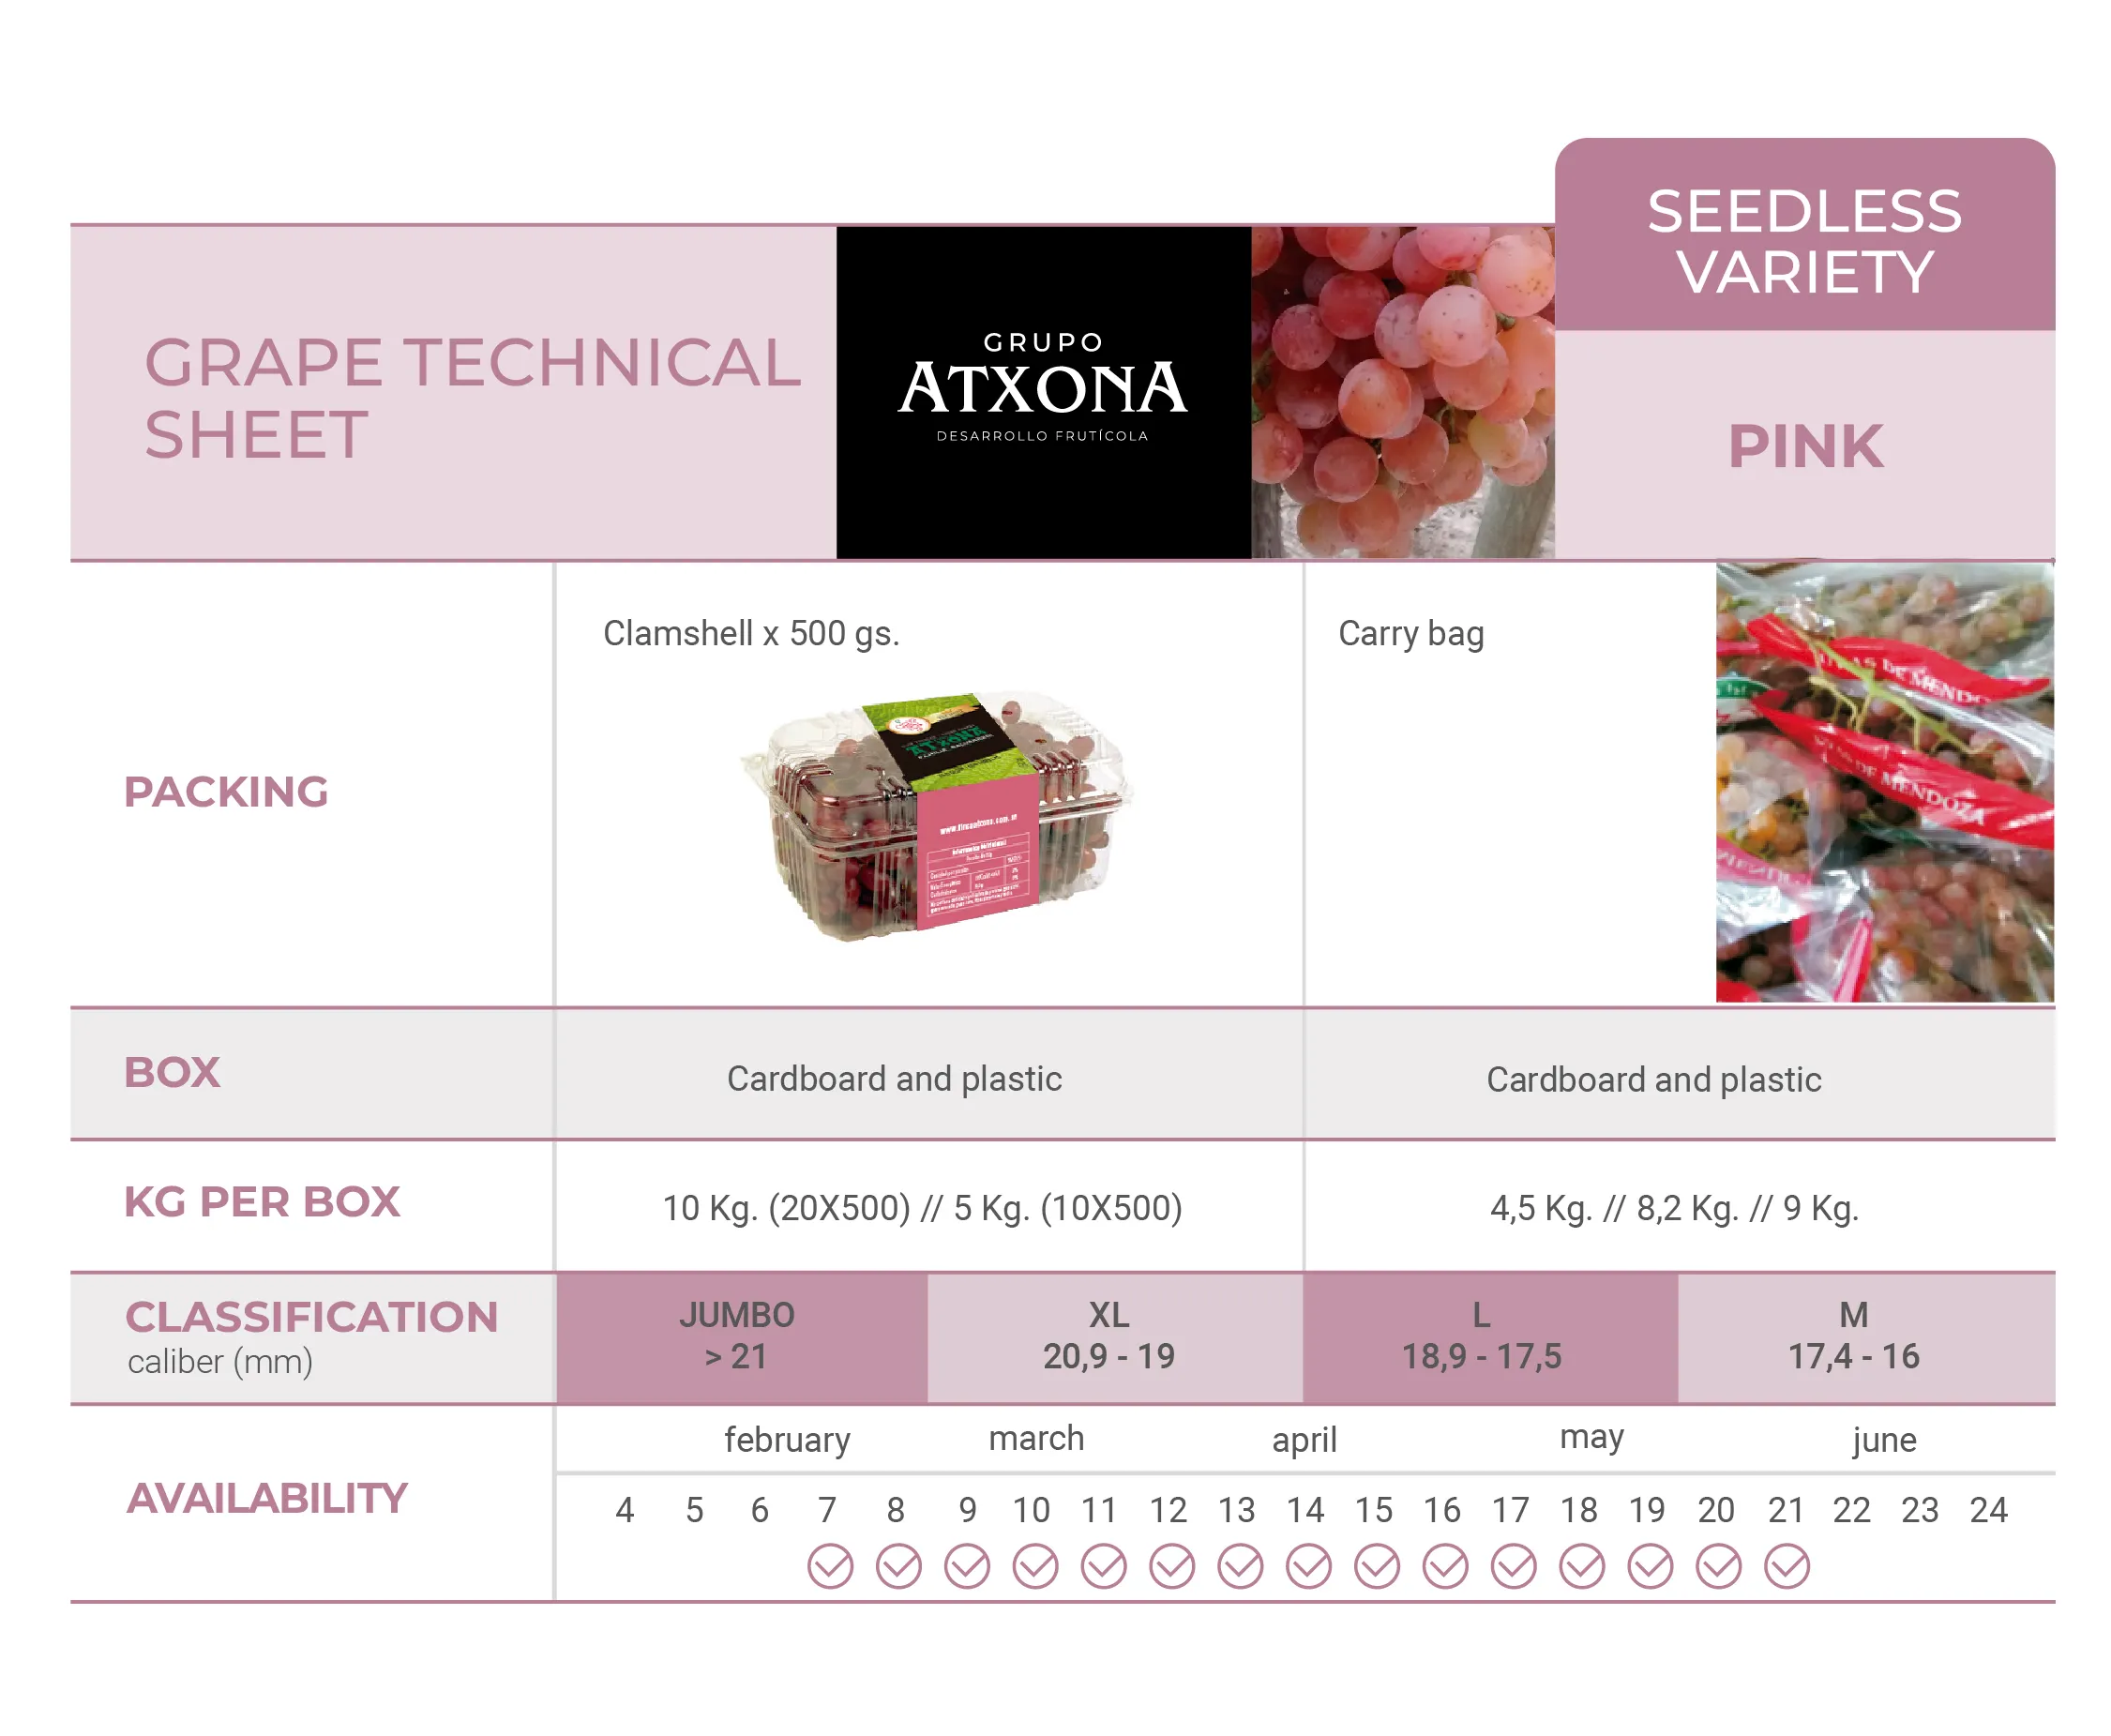 SEEDLESS
VARIETY
GRAPE TECHNICAL
SHEET
GRUPO
ATXONA
DESARROLLO FRUTÍCOLA
PINK
PACKING
Clamshell x 500 gs.
Carry bag
ATXONA
DE MENDOZA
BOX
Cardboard and plastic
Cardboard and plastic
KG PER BOX
10 Kg. (20X500) // 5 Kg. (10X500)
4,5 Kg. // 8,2 Kg. // 9 Kg.
CLASSIFICATION
caliber (mm)
JUMBO
> 21
XL
20,9 - 19
L
18,9 - 17,5
M
17,4 - 16
AVAILABILITY
february march april may june
4 5 6 7 8 9 10 11 12 13 14 15 16 17 18 19 20 21 22 23 24